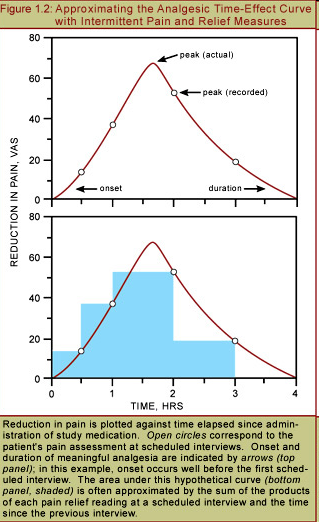 Figure 1.2: Approximating the Analgesic Time-Effect Curve
with Intermittent Pain and Relief Measures
REDUCTION IN PAIN, VAS
80
60
40
20
0
peak (actual)
peak (recorded)
onset
duration
0
1
2
3
4
80
60
40
20
0
0
1
2
3
4
TIME, HRS
Reduction in pain is plotted against time elapsed since admin-
istration of study medication. Open circles correspond to the
patient's pain assessment at scheduled interviews. Onset and
duration of meaningful analgesia are indicated by arrows (top
panel); in this example, onset occurs well before the first sched-
uled interview. The area under this hypothetical curve (bottom
panel, shaded) is often approximated by the sum of the products
of each pain relief reading at a scheduled interview and the time
since the previous interview.